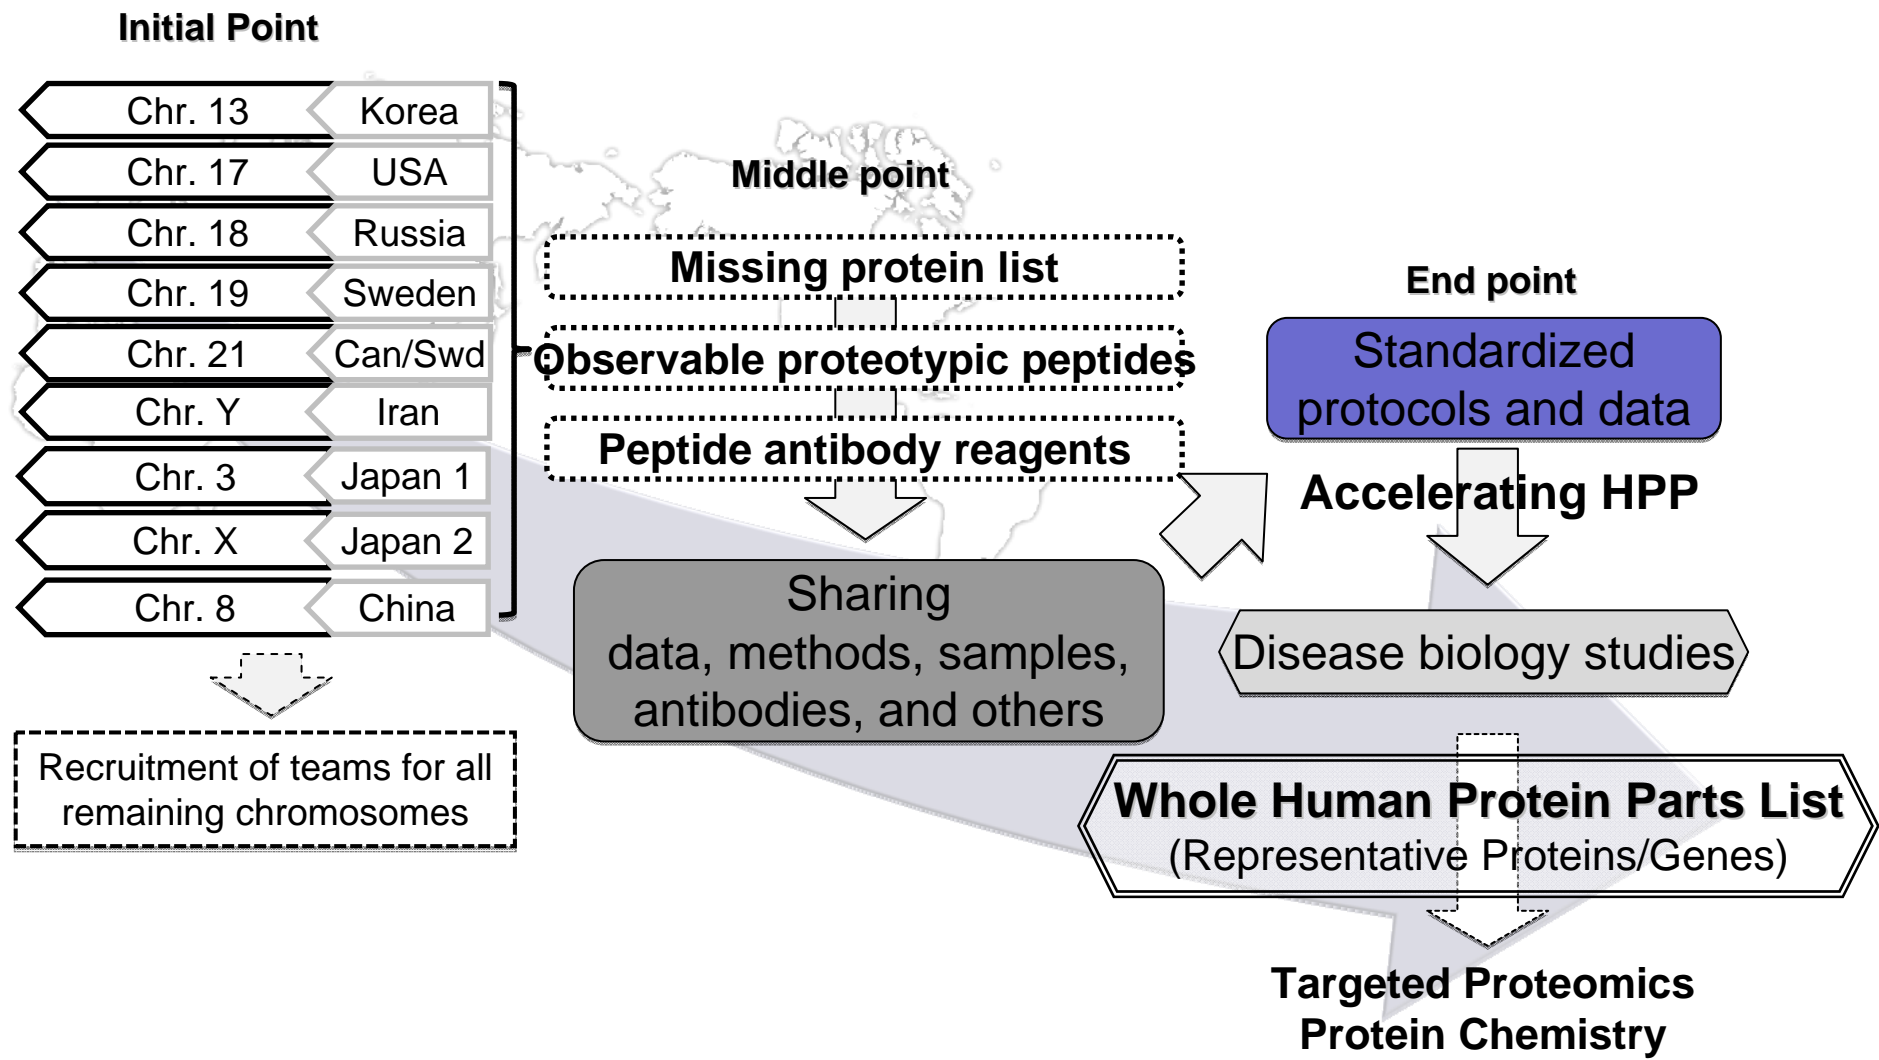 Initial Point
Chr. 13 Korea
Chr. 17 USA
Chr. 18 Russia
Chr. 19 Sweden
Chr. 21 Can/Swd
Chr. Y Iran
Chr. 3 Japan 1
Chr. X Japan 2
Chr. 8 China
Recruitment of teams for all
remaining chromosomes
Middle point
Missing protein list
Observable proteotypic peptides
Peptide antibody reagents
Sharing
data, methods, samples,
antibodies, and others
End point
Standardized
protocols and data
Accelerating HPP
Disease biology studies
Whole Human Protein Parts List
(Representative Proteins/Genes)
Targeted Proteomics
Protein Chemistry